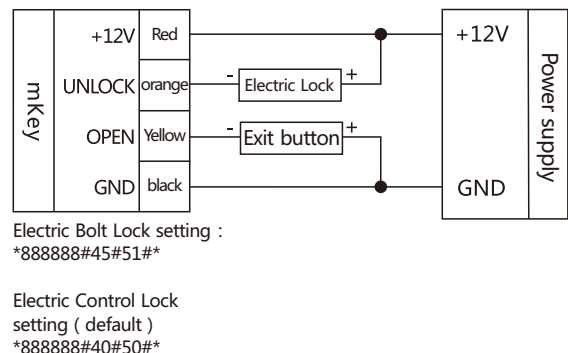 mKey
+12V Red
UNLOCK orange
OPEN Yellow
GND black
- Electric Lock +
- Exit button +
+12V
GND
Power supply
Electric Bolt Lock setting :
*888888#45#51#*
Electric Control Lock
setting ( default )
*888888#40#50#*